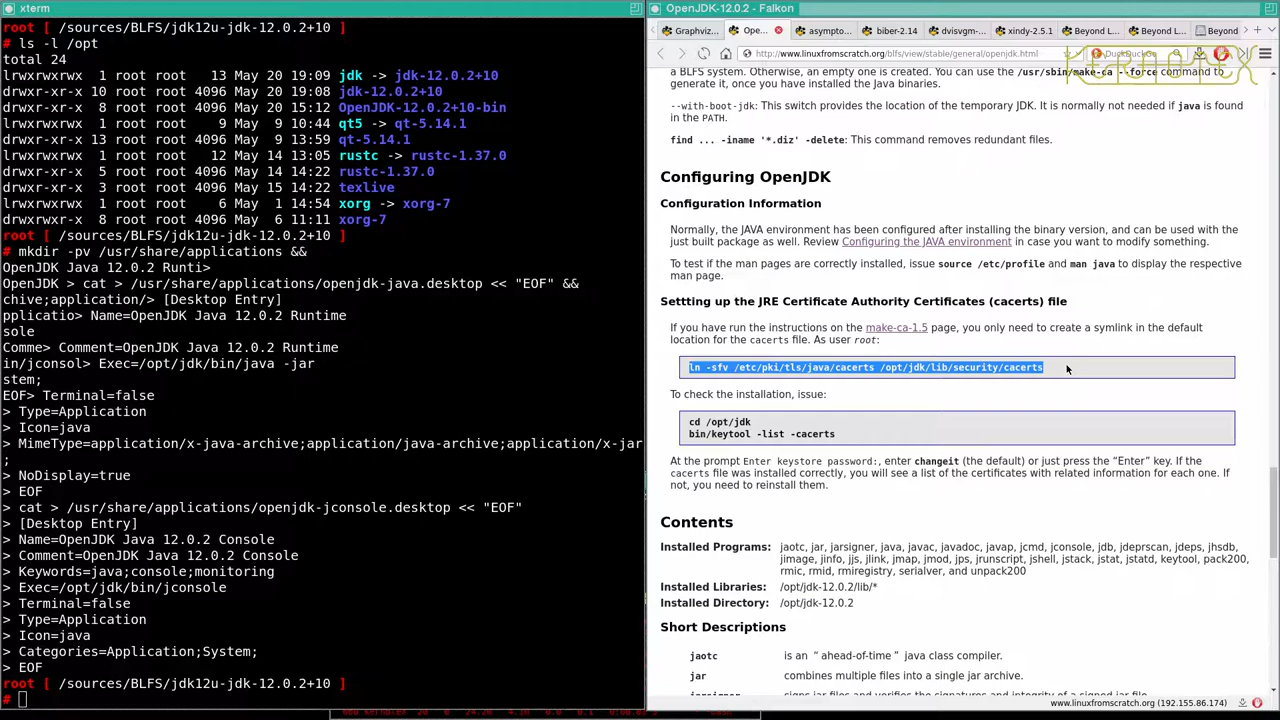 xterm
root [ /sources/BLFS/jdk12u-jdk-12.0.2+10 ]
# ls -l /opt
total 24
lrwxrwxrwx  1 root root   13 May 20 19:09 jdk -> jdk-12.0.2+10
drwxr-xr-x 10 root root 4096 May 20 19:08 jdk-12.0.2+10
drwxr-xr-x  8 root root 4096 May 20 15:12 OpenJDK-12.0.2+10-bin
lrwxrwxrwx  1 root root    9 May  9 10:44 qt5 -> qt-5.14.1
drwxr-xr-x 13 root root 4096 May  9 13:59 qt-5.14.1
lrwxrwxrwx  1 root root   12 May 14 13:05 rustc -> rustc-1.37.0
drwxr-xr-x  5 root root 4096 May 14 14:22 rustc-1.37.0
drwxr-xr-x  3 root root 4096 May 15 14:22 texlive
lrwxrwxrwx  1 root root    6 May  1 14:54 xorg -> xorg-7
drwxr-xr-x  8 root root 4096 May  6 11:11 xorg-7
root [ /sources/BLFS/jdk12u-jdk-12.0.2+10 ]
# mkdir -pv /usr/share/applications &&
OpenJDK Java 12.0.2 Runti>
OpenJDK > cat > /usr/share/applications/openjdk-java.desktop << "EOF" &&
chive;application/> [Desktop Entry]
pplicatio> Name=OpenJDK Java 12.0.2 Runtime
sole
Comme> Comment=OpenJDK Java 12.0.2 Runtime
in/jconsol> Exec=/opt/jdk/bin/java -jar
stem;
EOF> Terminal=false
> Type=Application
> Icon=java
> MimeType=application/x-java-archive;application/java-archive;application/x-jar
;
> NoDisplay=true
> EOF
> cat > /usr/share/applications/openjdk-jconsole.desktop << "EOF"
> [Desktop Entry]
> Name=OpenJDK Java 12.0.2 Console
> Comment=OpenJDK Java 12.0.2 Console
> Keywords=java;console;monitoring
> Exec=/opt/jdk/bin/jconsole
> Terminal=false
> Type=Application
> Icon=java
> Categories=Application;System;
> EOF
root [ /sources/BLFS/jdk12u-jdk-12.0.2+10 ]
#
OpenJDK-12.0.2 - Falkon
Graphviz... Ope... asympto... biber-2.14 dvisvgm-... xindy-2.5.1 Beyond L... Beyond L... Beyond
http://www.linuxfromscratch.org/blfs/view/stable/general/openjdk.html DuckDuckGo
KERNOTEX
a BLFS system. Otherwise, an empty one is created. You can use the /usr/sbin/make-ca --force command to
generate it, once you have installed the Java binaries.
--with-boot-jdk: This switch provides the location of the temporary JDK. It is normally not needed if java is found
in the PATH.
find ... -iname '*.diz' -delete: This command removes redundant files.
Configuring OpenJDK
Configuration Information
Normally, the JAVA environment has been configured after installing the binary version, and can be used with the
just built package as well. Review Configuring the JAVA environment in case you want to modify something.
To test if the man pages are correctly installed, issue source /etc/profile and man java to display the respective
man page.
Settting up the JRE Certificate Authority Certificates (cacerts) file
If you have run the instructions on the make-ca-1.5 page, you only need to create a symlink in the default
location for the cacerts file. As user root:
ln -sfv /etc/pki/tls/java/cacerts /opt/jdk/lib/security/cacerts
To check the installation, issue:
cd /opt/jdk
bin/keytool -list -cacerts
At the prompt Enter keystore password:, enter changeit (the default) or just press the “Enter” key. If the
cacerts file was installed correctly, you will see a list of the certificates with related information for each one. If
not, you need to reinstall them.
Contents
Installed Programs: jaotc, jar, jarsigner, java, javac, javadoc, javap, jcmd, jconsole, jdb, jdeprscan, jdeps, jhsdb,
jimage, jinfo, jjs, jlink, jmap, jmod, jps, jrunscript, jshell, jstack, jstat, jstatd, keytool, pack200,
rmic, rmid, rmiregistry, serialver, and unpack200
Installed Libraries: /opt/jdk-12.0.2/lib/*
Installed Directory: /opt/jdk-12.0.2
Short Descriptions
jaotc is an “ ahead-of-time ” java class compiler.
jar combines multiple files into a single jar archive.
jarsigner signs jar files and verifies the signatures and integrity of a signed jar file.
www.linuxfromscratch.org (192.155.86.174)